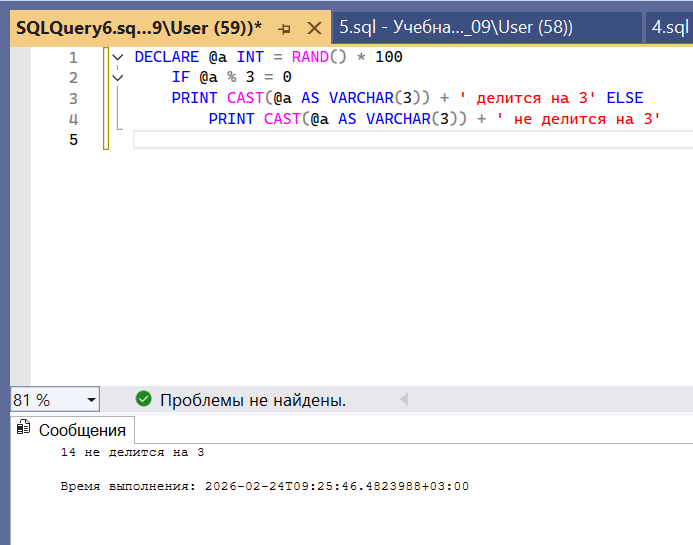 SQLQuery6.sq...9\User (59))* 5.sql - Учебна..._09\User (58)) 4.sql
1 DECLARE @a INT = RAND() * 100
2 IF @a % 3 = 0
3 PRINT CAST(@a AS VARCHAR(3)) + ' делится на 3' ELSE
4 PRINT CAST(@a AS VARCHAR(3)) + ' не делится на 3'
5
81 % Проблемы не найдены.
Сообщения
14 не делится на 3
Время выполнения: 2026-02-24T09:25:46.4823988+03:00